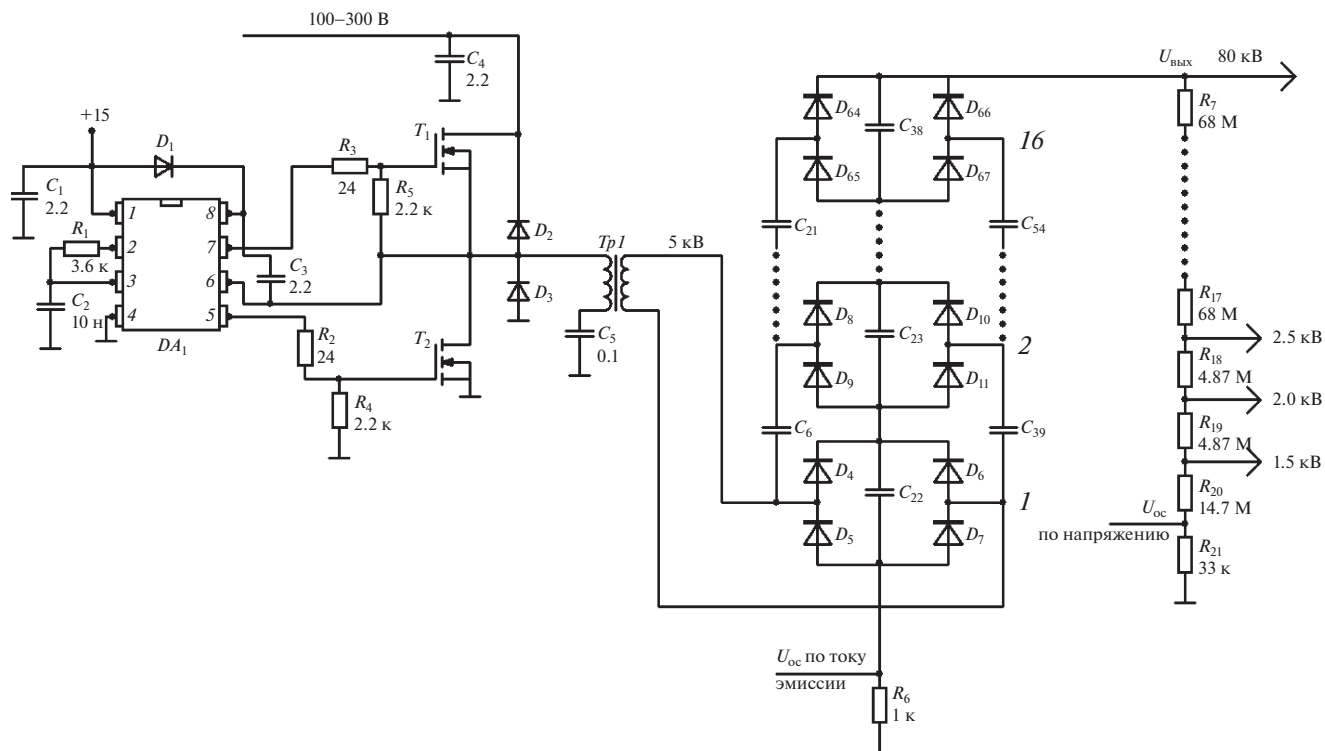 100–300 В
C4
2.2
+15
D1
C1
2.2
R1
3.6 к
C2
10 н
1
2
3
4
8
7
6
5
DA1
R3
24
R5
2.2 к
C3
2.2
R2
24
R4
2.2 к
T1
T2
D2
D3
Тр1
5 кВ
C5
0.1
Uвых
80 кВ
D64
D65
C38
D66
D67
16
C21
C54
D8
D9
C23
D10
D11
2
C6
C39
D4
D5
C22
D6
D7
1
R7
68 М
R17
68 М
2.5 кВ
R18
4.87 М
2.0 кВ
R19
4.87 М
1.5 кВ
R20
14.7 М
Uос
по напряжению
R21
33 к
Uос по току
эмиссии
R6
1 к